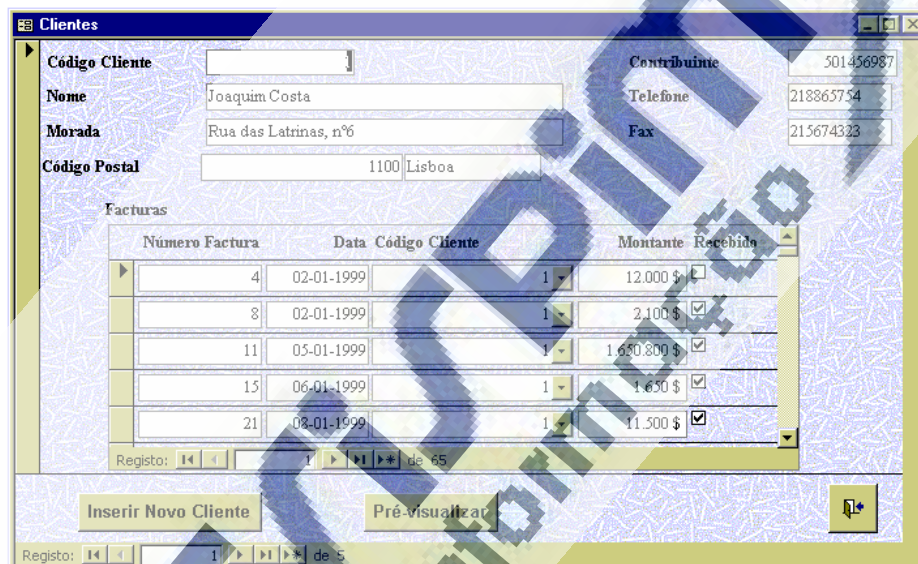 Clientes
Código Cliente 1 Contribuinte 501456987
Nome Joaquim Costa Telefone 218865754
Morada Rua das Latrinas, nº6 Fax 215674323
Código Postal 1100 Lisboa
Facturas
Número Factura Data Código Cliente Montante Recebido
4 02-01-1999 1 12.000 $
8 02-01-1999 1 2.100 $
11 05-01-1999 1 1.650.800 $
15 06-01-1999 1 1.650 $
21 08-01-1999 1 11.500 $
Registo: 1 de 65
Inserir Novo Cliente Pré-visualizar
Registo: 1 de 5